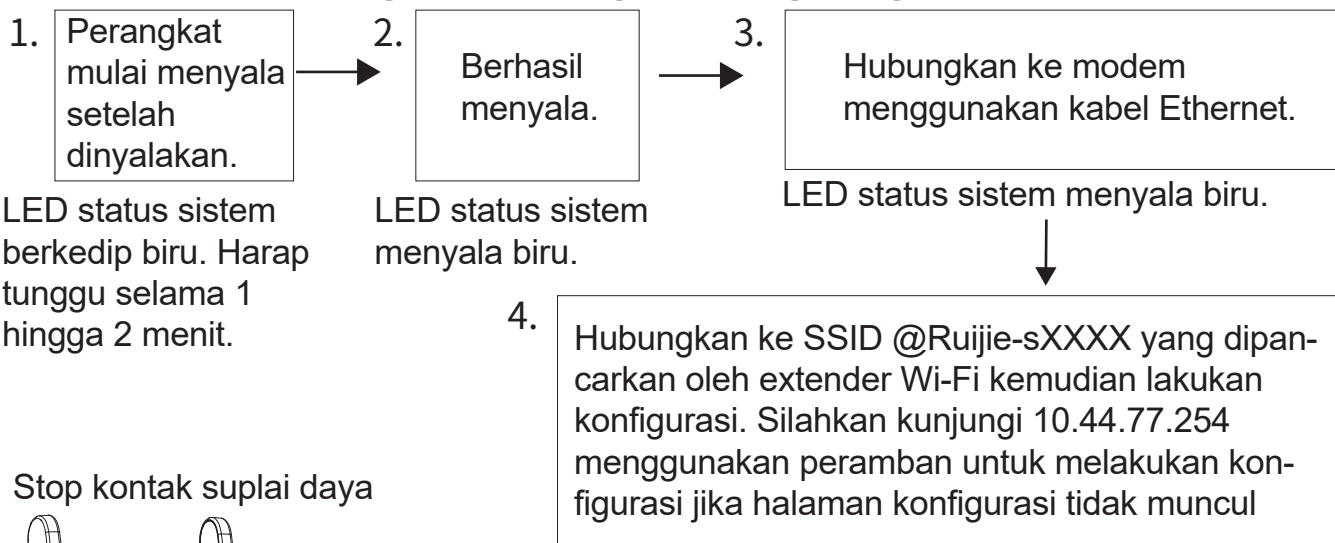 1.
Perangkat
mulai menyala
setelah
dinyalakan.
LED status sistem
berkedip biru. Harap
tunggu selama 1
hingga 2 menit.
2.
Berhasil
menyala.
LED status sistem
menyala biru.
3.
Hubungkan ke modem
menggunakan kabel Ethernet.
LED status sistem menyala biru.
4.
Hubungkan ke SSID @Ruijie-sXXXX yang dipan-
carkan oleh extender Wi-Fi kemudian lakukan
konfigurasi. Silahkan kunjungi 10.44.77.254
menggunakan peramban untuk melakukan kon-
figurasi jika halaman konfigurasi tidak muncul
Stop kontak suplai daya